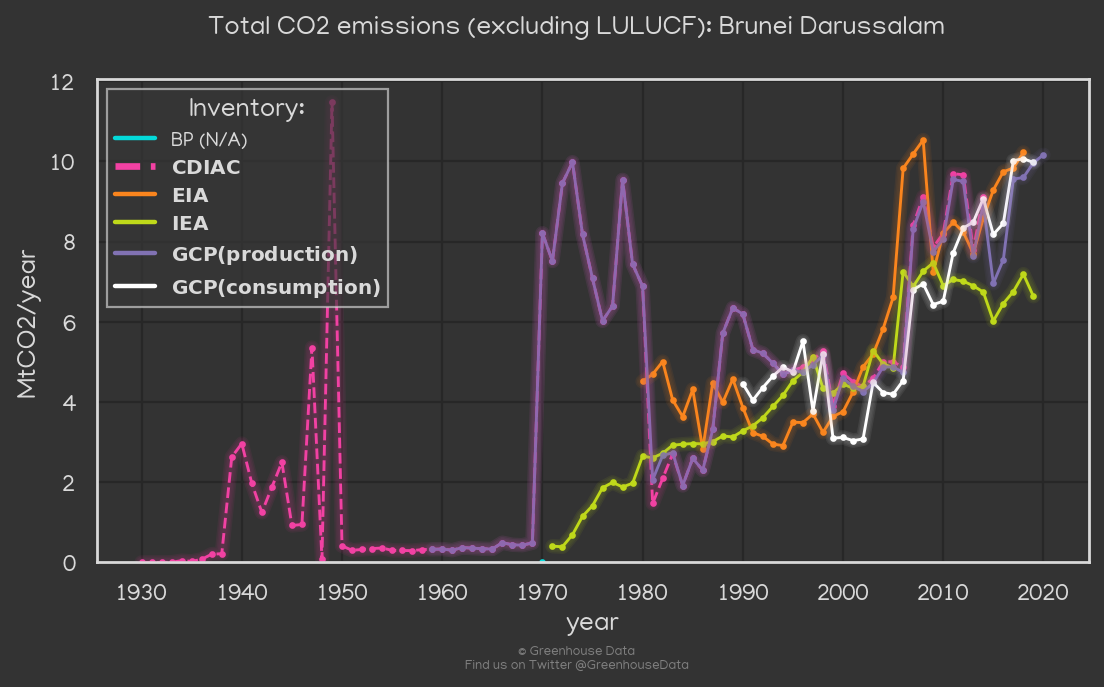 Total CO2 emissions (excluding LULUCF): Brunei Darussalam
12
10
8
6
4
2
0
MtCO2/year
Inventory:
BP (N/A)
CDIAC
EIA
IEA
GCP(production)
GCP(consumption)
1930 1940 1950 1960 1970 1980 1990 2000 2010 2020
year
© Greenhouse Data
Find us on Twitter @GreenhouseData